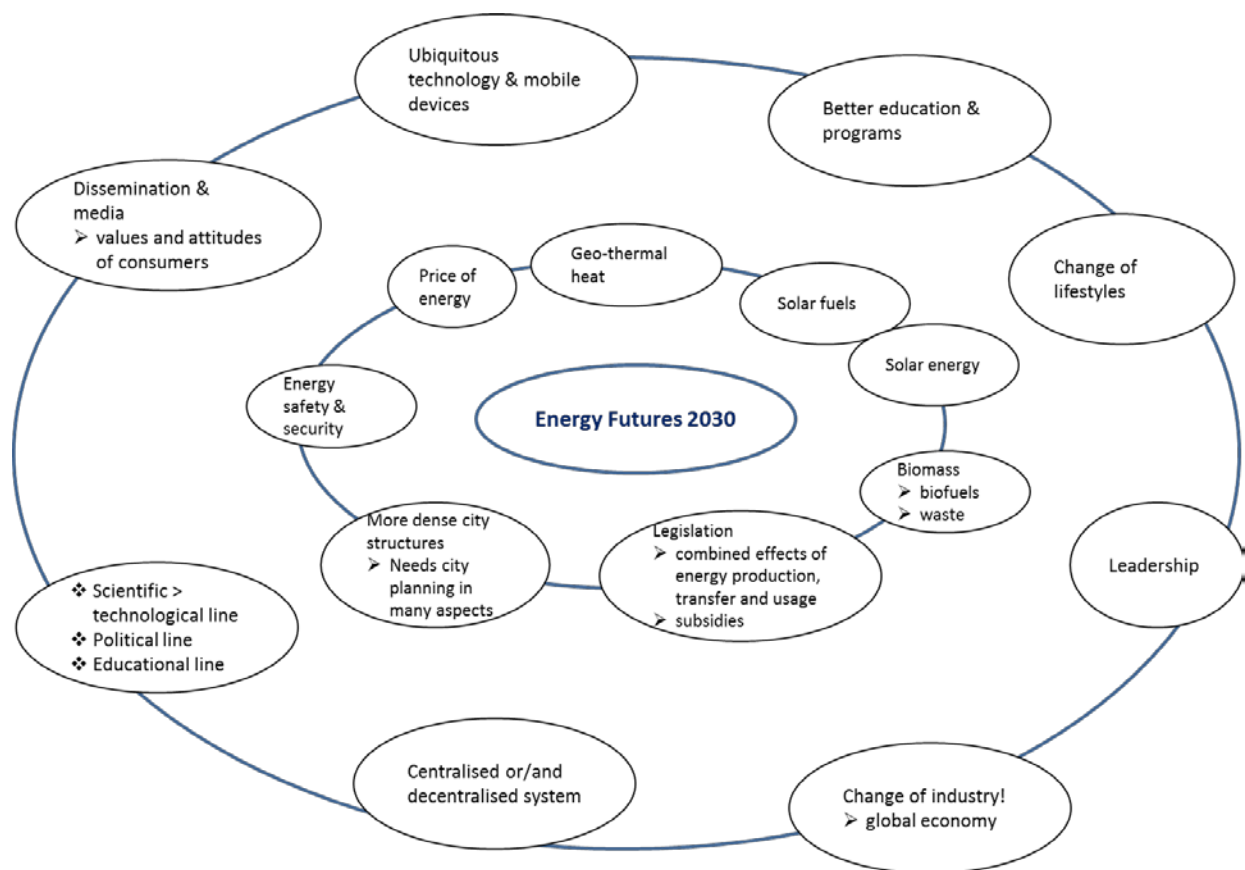 Ubiquitous
technology & mobile
devices
Better education &
programs
Dissemination &
media
➢ values and attitudes
of consumers
Change of
lifestyles
Geo-thermal
heat
Price of
energy
Solar fuels
Solar energy
Energy
safety &
security
Energy Futures 2030
Biomass
➢ biofuels
➢ waste
More dense city
structures
➢ Needs city
planning in
many aspects
Legislation
➢ combined effects of
energy production,
transfer and usage
➢ subsidies
Leadership
❖ Scientific >
technological line
❖ Political line
❖ Educational line
Centralised or/and
decentralised system
Change of industry!
➢ global economy